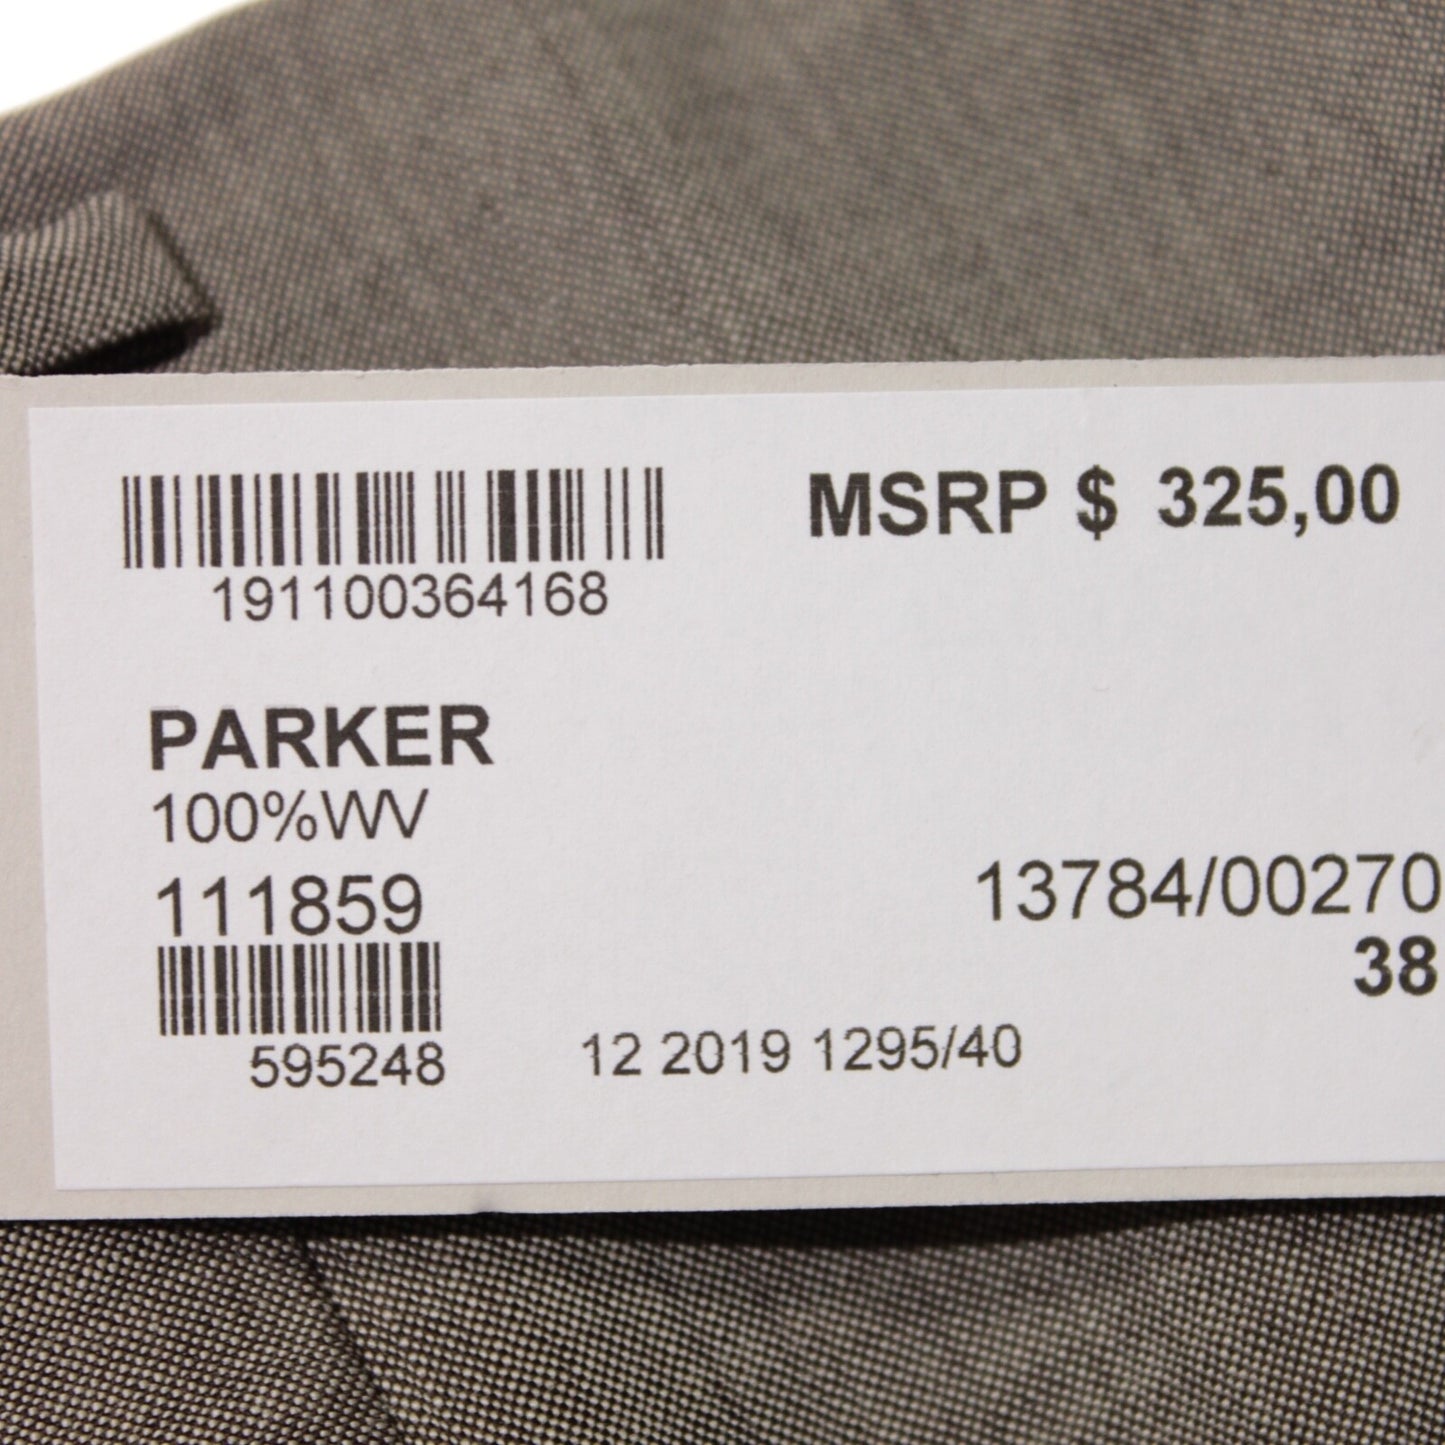 MSRP $ 325,00
191100364168
PARKER
100%WV
111859
13784/00270
38
595248
12 2019 1295/40